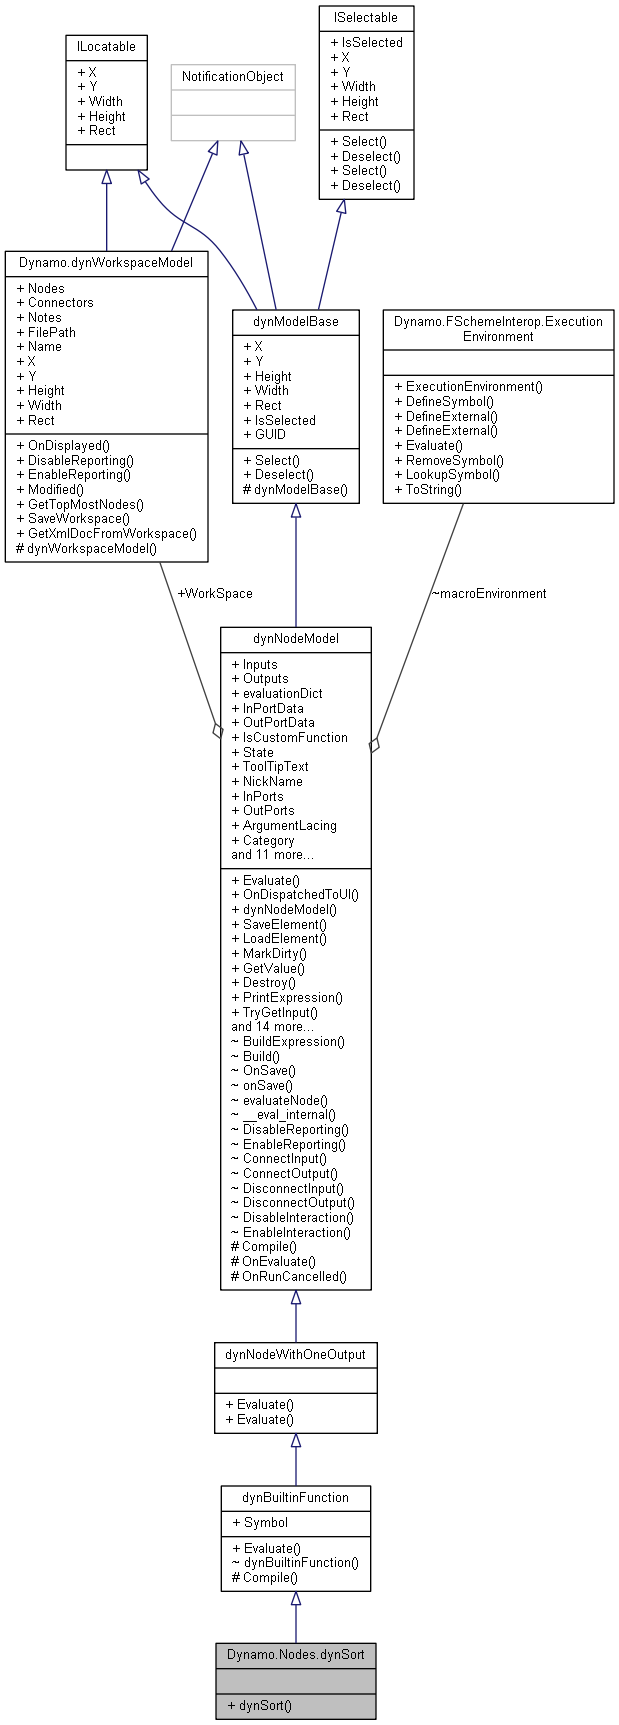 ILocatable
+ X
+ Y
+ Width
+ Height
+ Rect
NotificationObject
ISelectable
+ IsSelected
+ X
+ Y
+ Width
+ Height
+ Rect
+ Select()
+ Deselect()
+ Select()
+ Deselect()
Dynamo.dynWorkspaceModel
+ Nodes
+ Connectors
+ Notes
+ FilePath
+ Name
+ X
+ Y
+ Height
+ Width
+ Rect
+ OnDisplayed()
+ DisableReporting()
+ EnableReporting()
+ Modified()
+ GetTopMostNodes()
+ SaveWorkspace()
+ GetXmlDocFromWorkspace()
# dynWorkspaceModel()
dynModelBase
+ X
+ Y
+ Height
+ Width
+ Rect
+ IsSelected
+ GUID
+ Select()
+ Deselect()
# dynModelBase()
Dynamo.FSchemeInterop.Execution
Environment
+ ExecutionEnvironment()
+ DefineSymbol()
+ DefineExternal()
+ DefineExternal()
+ Evaluate()
+ RemoveSymbol()
+ LookupSymbol()
+ ToString()
+WorkSpace
~macroEnvironment
dynNodeModel
+ Inputs
+ Outputs
+ evaluationDict
+ InPortData
+ OutPortData
+ IsCustomFunction
+ State
+ ToolTipText
+ NickName
+ InPorts
+ OutPorts
+ ArgumentLacing
+ Category
and 11 more...
+ Evaluate()
+ OnDispatchedToUI()
+ dynNodeModel()
+ SaveElement()
+ LoadElement()
+ MarkDirty()
+ GetValue()
+ Destroy()
+ PrintExpression()
+ TryGetInput()
and 14 more...
~ BuildExpression()
~ Build()
~ OnSave()
~ onSave()
~ evaluateNode()
~ __eval_internal()
~ DisableReporting()
~ EnableReporting()
~ ConnectInput()
~ ConnectOutput()
~ DisconnectInput()
~ DisconnectOutput()
~ DisableInteraction()
~ EnableInteraction()
# Compile()
# OnEvaluate()
# OnRunCancelled()
dynNodeWithOneOutput
+ Evaluate()
+ Evaluate()
dynBuiltinFunction
+ Symbol
+ Evaluate()
~ dynBuiltinFunction()
# Compile()
Dynamo.Nodes.dynSort
+ dynSort()